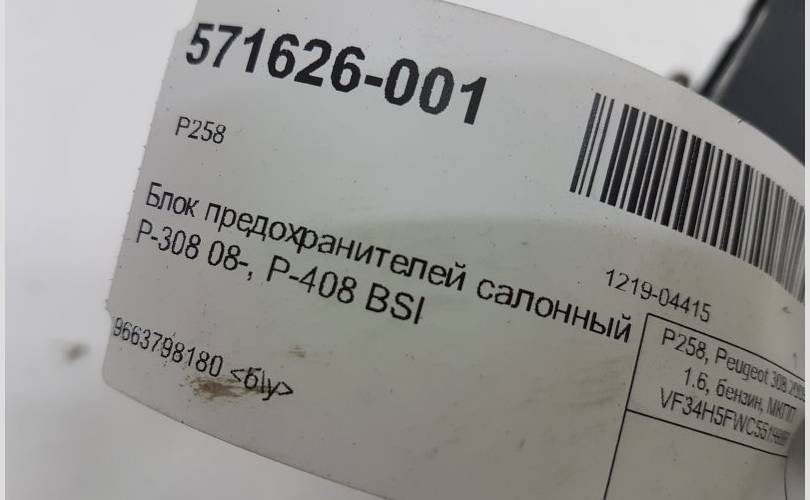 571626-001
P258
Блок предохранителей салонный
P-308 08-, P-408 BSI
9663798180 <б\у>
1219-04415
P258, Peugeot 308
1.6, бензин, МКПП